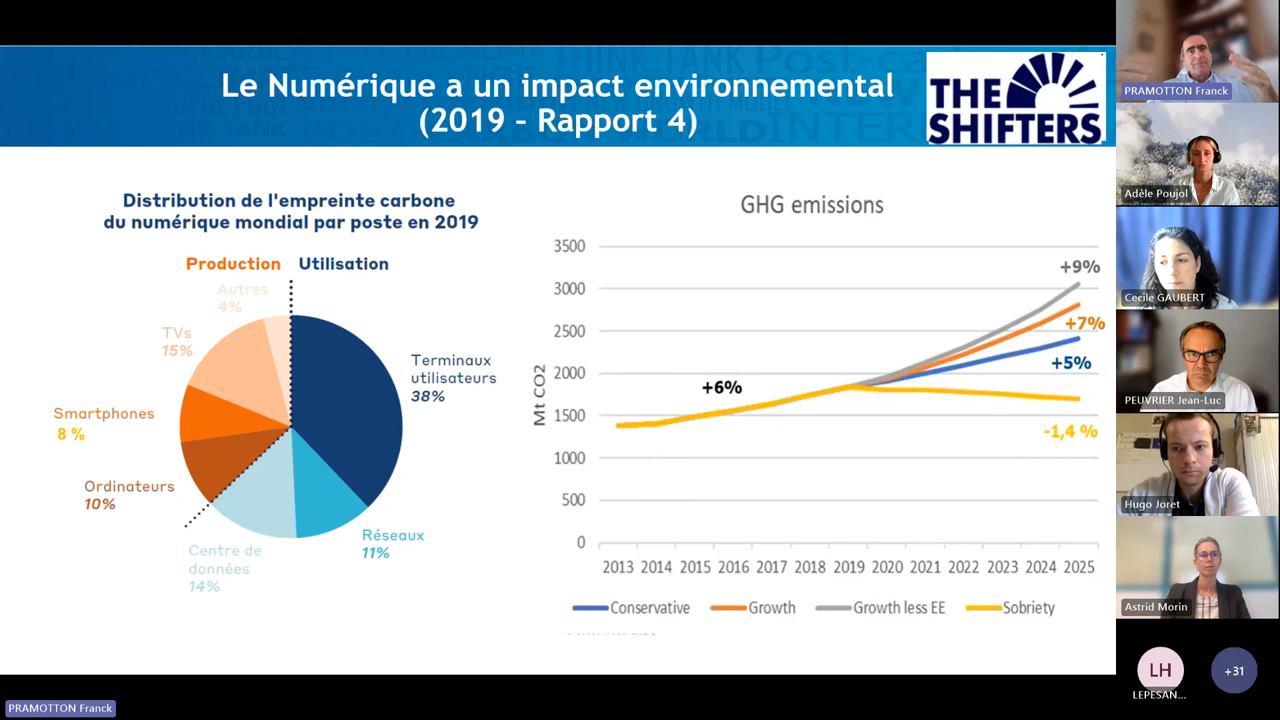 Le Numérique a un impact environnemental
(2019 – Rapport 4)
THE
SHIFTERS
Distribution de l'empreinte carbone
du numérique mondial par poste en 2019
Production
Utilisation
Autres
4%
TVs
15%
Smartphones
8 %
Ordinateurs
10%
Centre de
données
14%
Réseaux
11%
Terminaux
utilisateurs
38%
GHG emissions
Mt CO2
3500
3000
2500
2000
1500
1000
500
0
+6%
+9%
+7%
+5%
-1,4 %
2013 2014 2015 2016 2017 2018 2019 2020 2021 2022 2023 2024 2025
Conservative Growth Growth less EE Sobriety
PRAMOTTON Franck
Adèle Poujol
Cecile GAUBERT
PEUVRIER Jean-Luc
Hugo Joret
Astrid Morin
LH
LEPESAN...
+31
PRAMOTTON Franck